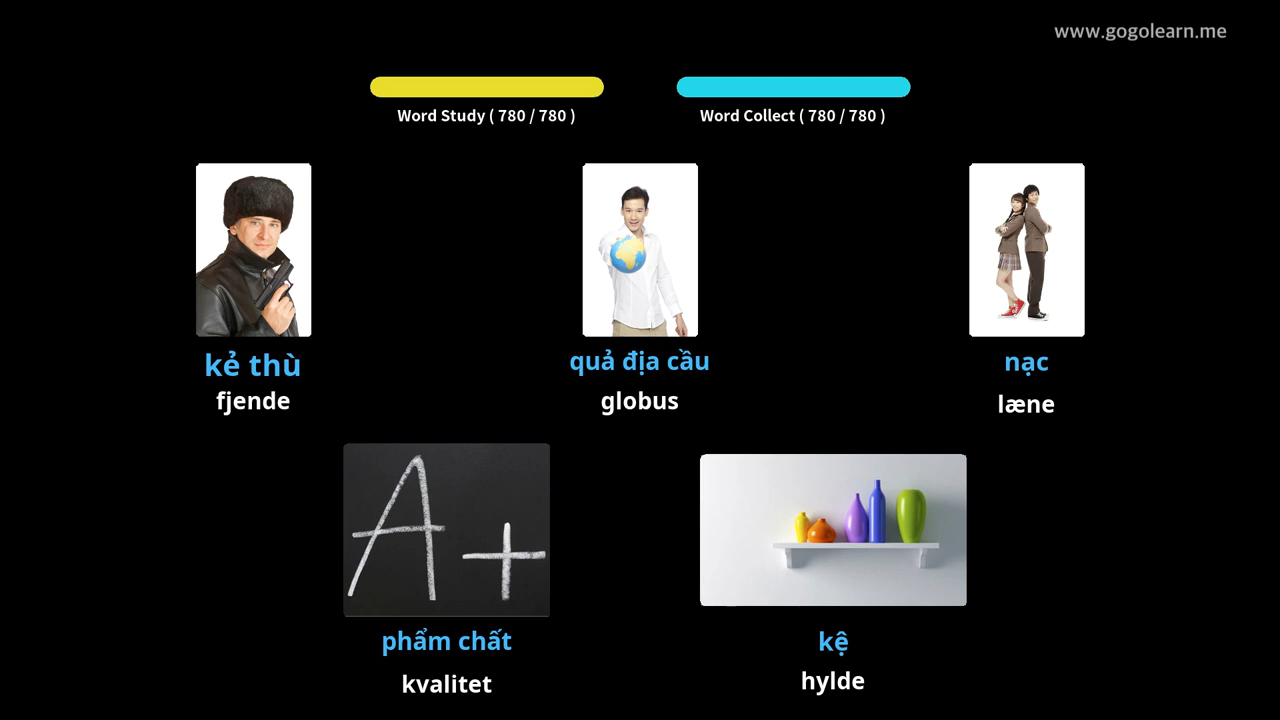 www.gogolearn.me
Word Study ( 780 / 780 )
Word Collect ( 780 / 780 )
kẻ thù
fjende
quả địa cầu
globus
nạc
læne
A+
phẩm chất
kvalitet
kệ
hylde